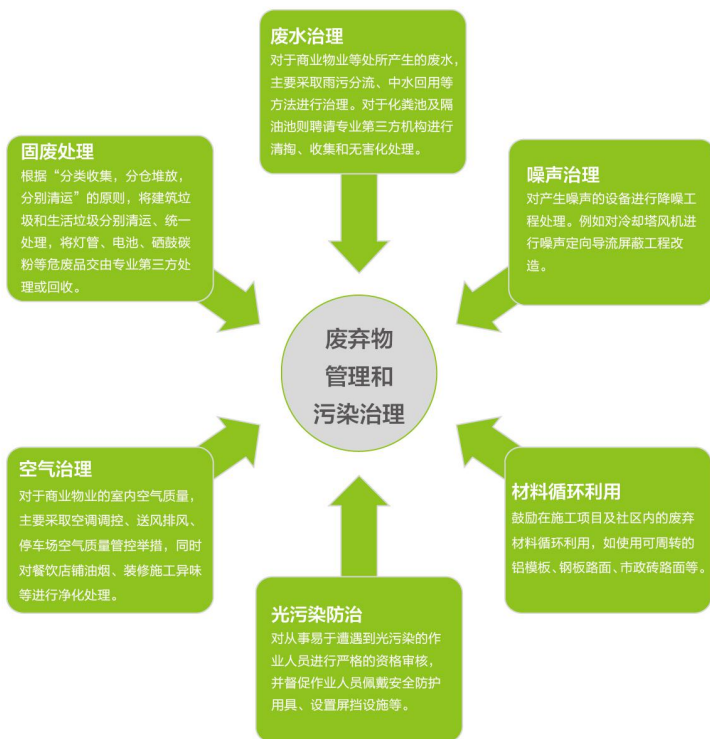 废水治理
对于商业物业等处所产生的废水，
主要采取雨污分流、中水回用等
方法进行治理。对于化粪池及隔
油池则聘请专业第三方机构进行
清掏、收集和无害化处理。
固废处理
根据“分类收集，分仓堆放，
分别清运”的原则，将建筑垃
圾和生活垃圾分别清运、统一
处理，将灯管、电池、硒鼓碳
粉等危废品交由专业第三方处
理或回收。
噪声治理
对产生噪声的设备进行降噪工
程处理。例如对冷却塔风机进
行噪声定向导流屏蔽工程改
造。
废弃物
管理和
污染治理
空气治理
对于商业物业的室内空气质量，
主要采取空调调控、送风排风、
停车场空气质量管控举措，同时
对餐饮店铺油烟、装修施工异味
等进行净化处理。
材料循环利用
鼓励在施工项目及社区内的废弃
材料循环利用，如使用可周转的
铝模板、钢板路面、市政砖路面等。
光污染防治
对从事易于遭遇到光污染的作
业人员进行严格的资格审核，
并督促作业人员佩戴安全防护
用具、设置屏挡设施等。